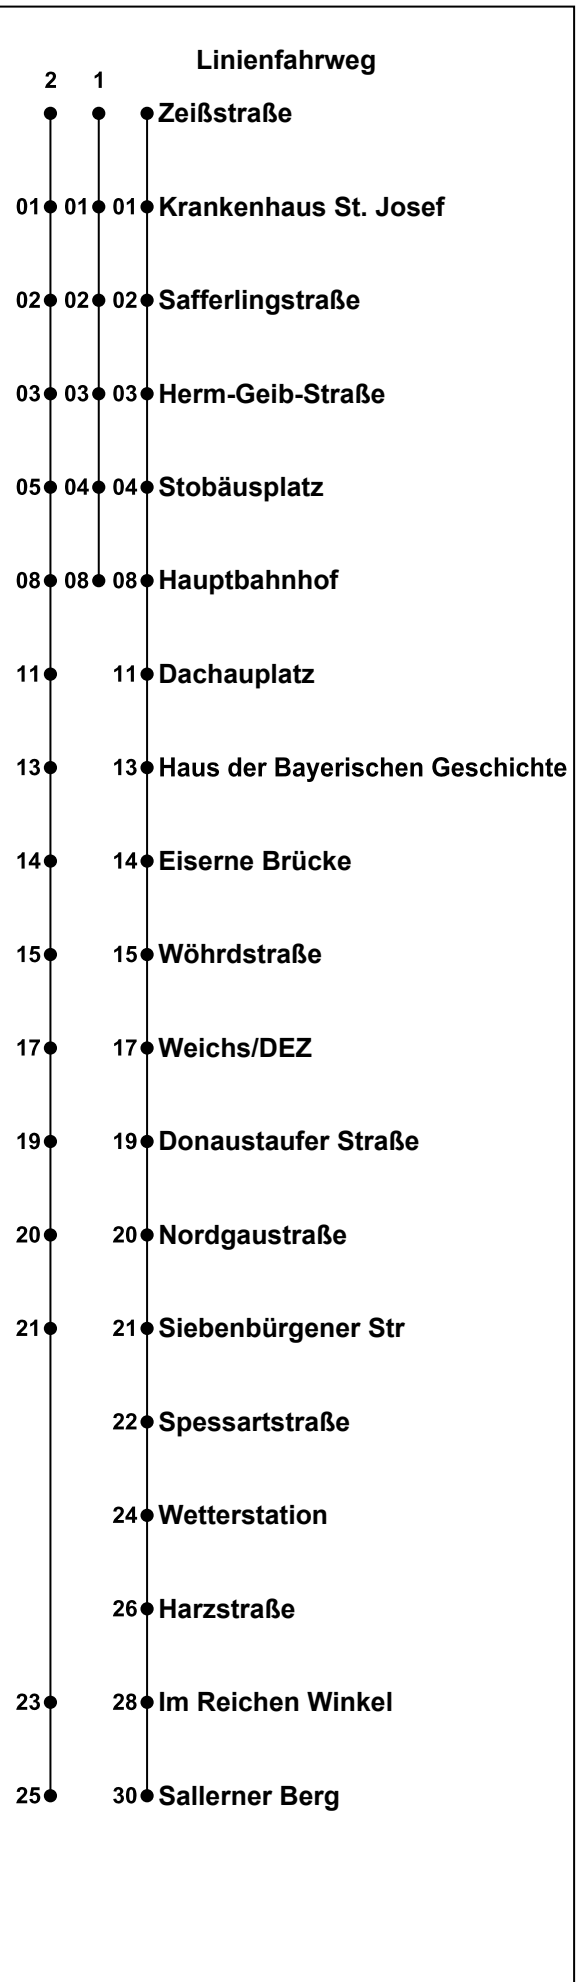 Linienfahrweg
2 1
Zeißstraße
01 01 01 Krankenhaus St. Josef
02 02 02 Safferlingstraße
03 03 03 Herm-Geib-Straße
05 04 04 Stobäusplatz
08 08 08 Hauptbahnhof
11 11 Dachauplatz
13 13 Haus der Bayerischen Geschichte
14 14 Eiserne Brücke
15 15 Wöhrdstraße
17 17 Weichs/DEZ
19 19 Donaustaufer Straße
20 20 Nordgaustraße
21 21 Siebenbürgener Str
22 Spessartstraße
24 Wetterstation
26 Harzstraße
23 28 Im Reichen Winkel
25 30 Sallerner Berg